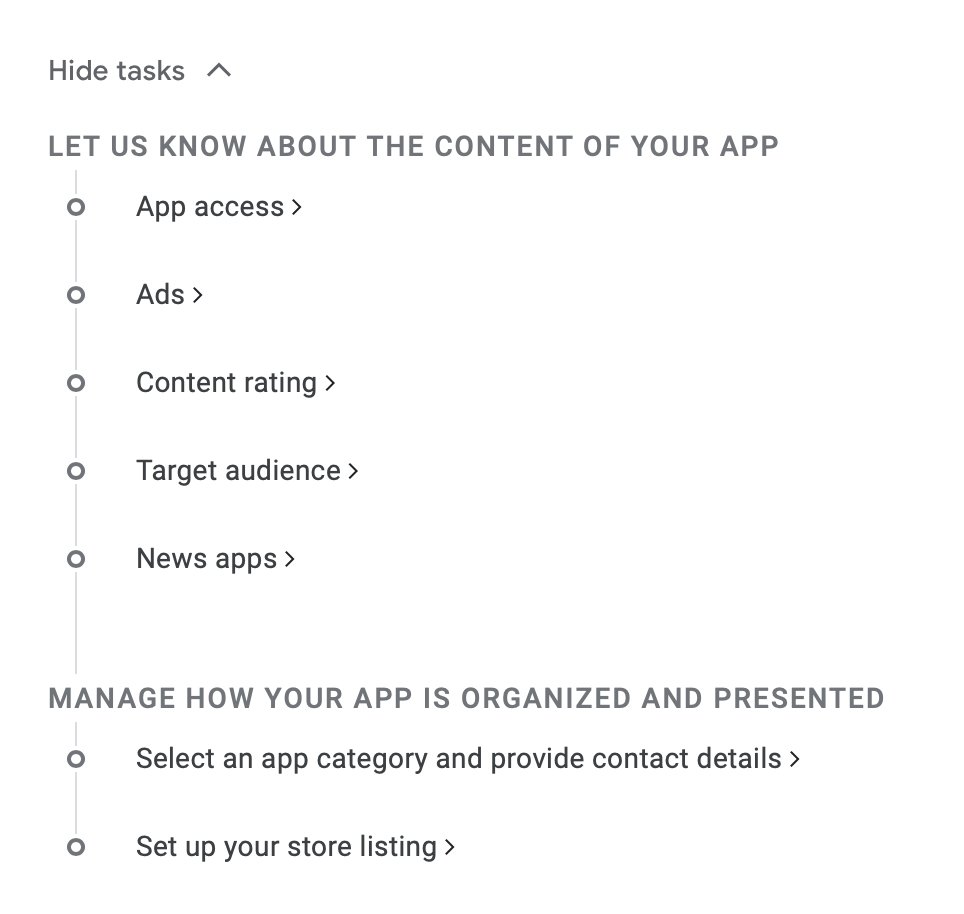 Hide tasks
LET US KNOW ABOUT THE CONTENT OF YOUR APP
App access
Ads
Content rating
Target audience
News apps
MANAGE HOW YOUR APP IS ORGANIZED AND PRESENTED
Select an app category and provide contact details
Set up your store listing